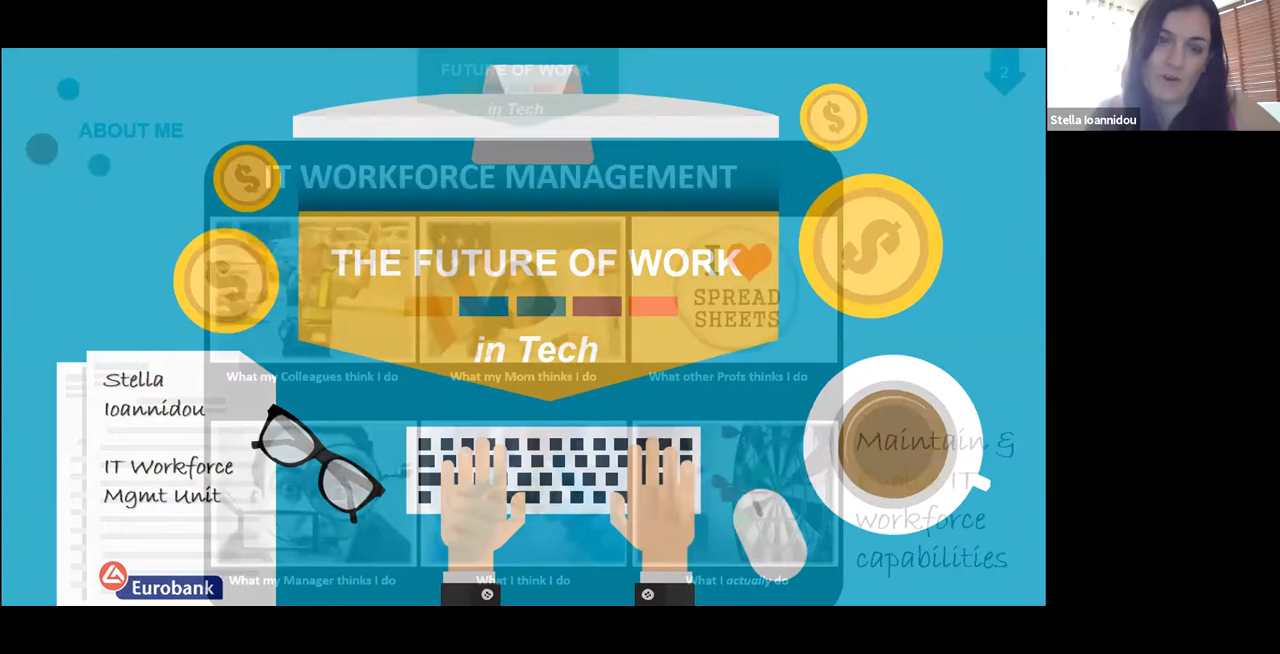 Stella Ioannidou
FUTURE OF WORK
in Tech
2
ABOUT ME
IT WORKFORCE MANAGEMENT
THE FUTURE OF WORK
in Tech
I
SPREAD
SHEETS
What my Colleagues think I do
What my Mom thinks I do
What other Profs thinks I do
Stella
Ioannidou
IT Workforce
Mgmt Unit
Eurobank
Maintain &
IT
workforce
capabilities
What my Manager thinks I do
What I think I do
What I actually do